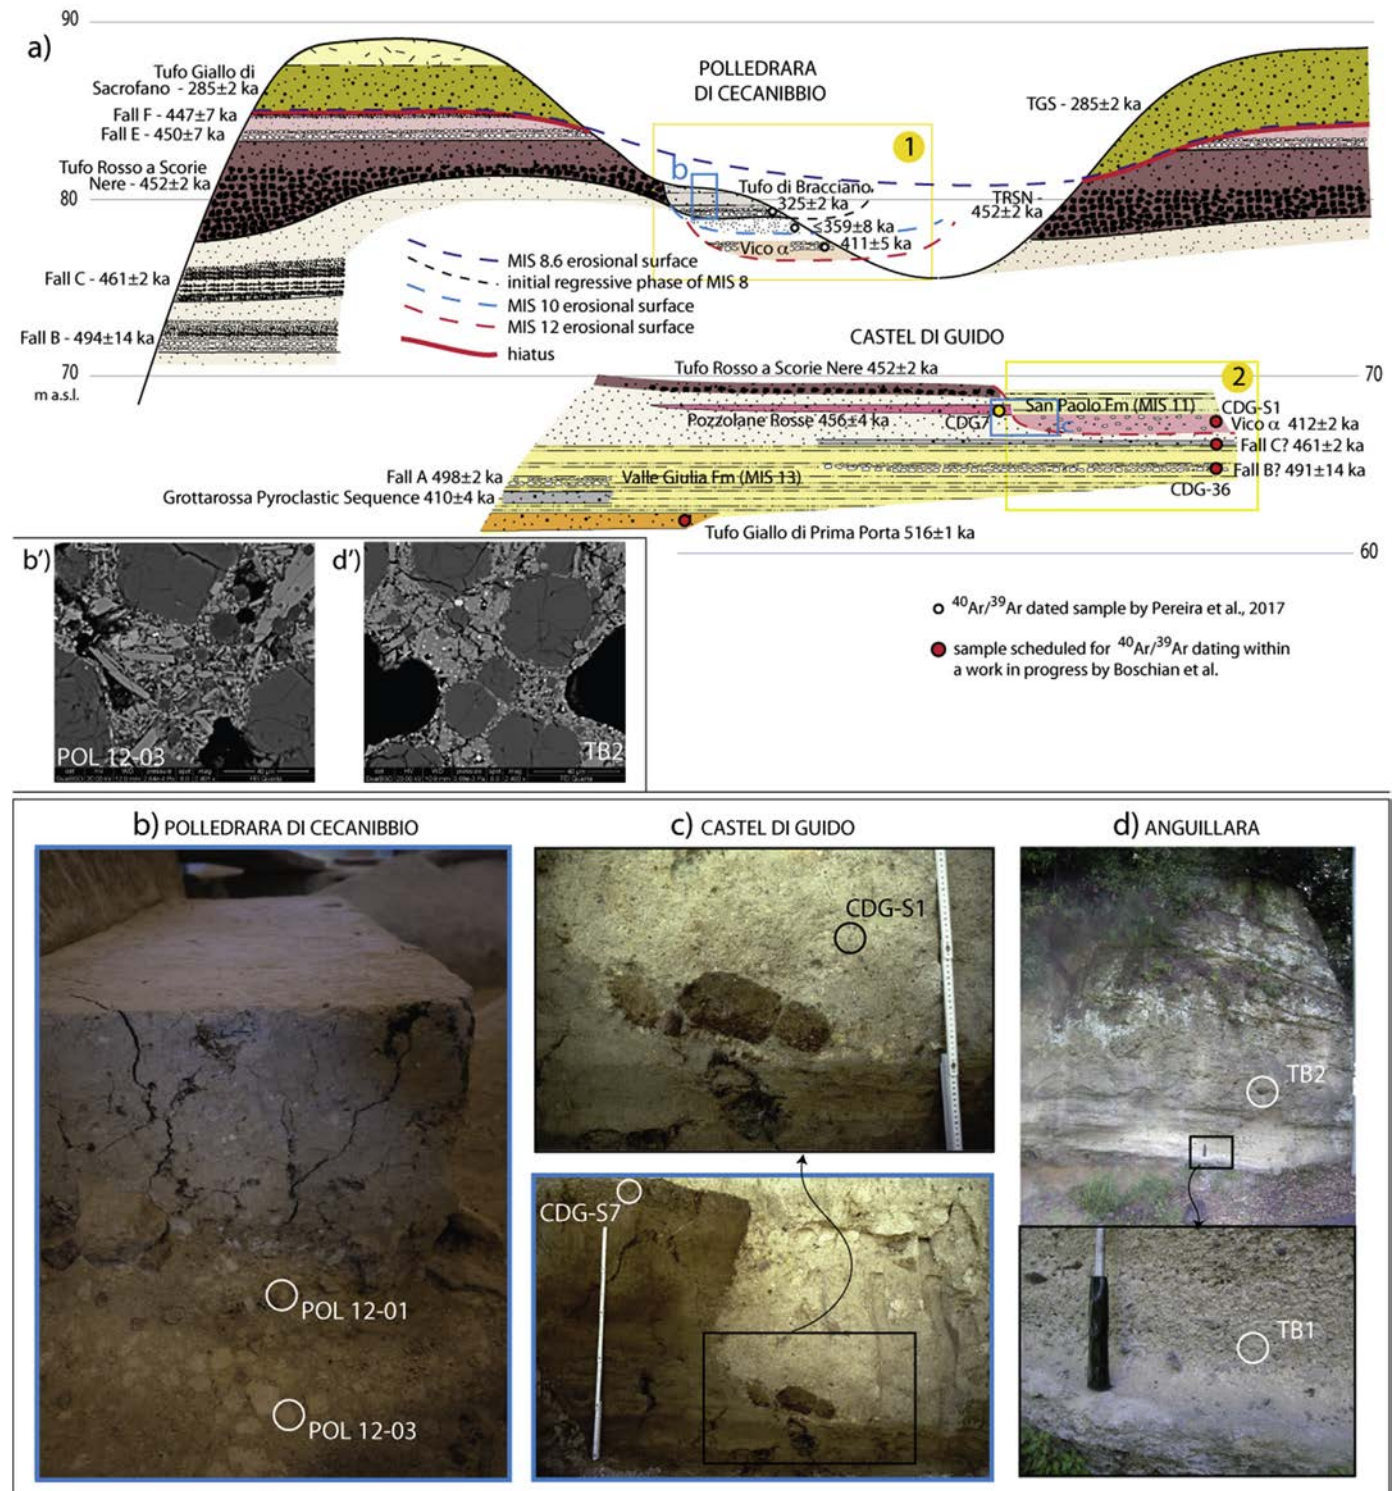 a)
90
Tufo Giallo di
Sacrofano - 285±2 ka
Fall F - 447±7 ka
Fall E - 450±7 ka
Tufo Rosso a Scorie
Nere - 452±2 ka
80
Fall C - 461±2 ka
Fall B - 494±14 ka
70
m a.s.l.
POLLEDRARA
DI CECANIBBIO
1
b
Tufo di Bracciano
325±2 ka
≤359±8 ka
411±5 ka
Vico α
TGS - 285±2 ka
TRSN -
452±2 ka
MIS 8.6 erosional surface
initial regressive phase of MIS 8
MIS 10 erosional surface
MIS 12 erosional surface
hiatus
CASTEL DI GUIDO
70
Tufo Rosso a Scorie Nere 452±2 ka
2
San Paolo Fm (MIS 11)
CDG-S1
Pozzolane Rosse 456±4 ka
CDG7
c
Vico α 412±2 ka
Fall C? 461±2 ka
Fall A 498±2 ka
Valle Giulia Fm (MIS 13)
Fall B? 491±14 ka
Grottarossa Pyroclastic Sequence 410±4 ka
CDG-36
Tufo Giallo di Prima Porta 516±1 ka
60
40Ar/39Ar dated sample by Pereira et al., 2017
sample scheduled for 40Ar/39Ar dating within
a work in progress by Boschian et al.
b')
POL 12-03
d')
TB2
b) POLLEDRARA DI CECANIBBIO
POL 12-01
POL 12-03
c) CASTEL DI GUIDO
CDG-S1
CDG-S7
d) ANGUILLARA
TB2
TB1